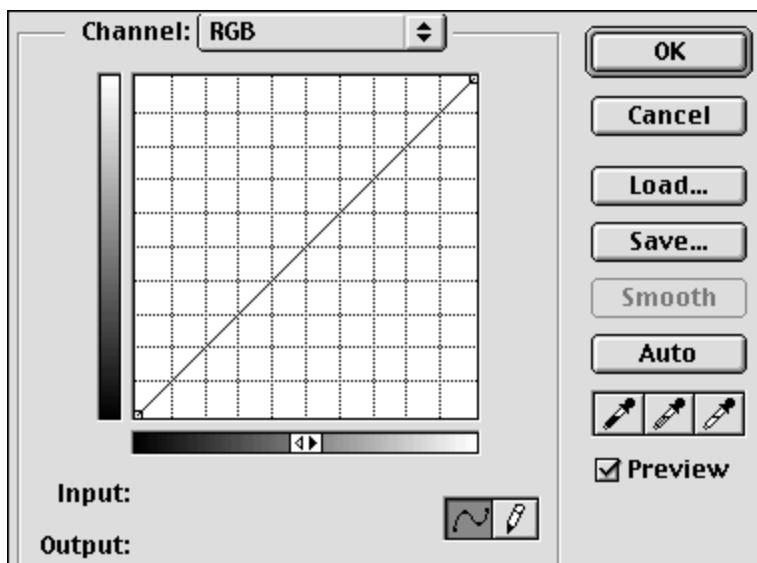 Channel: RGB
OK
Cancel
Load...
Save...
Smooth
Auto
Preview
Input:
Output: